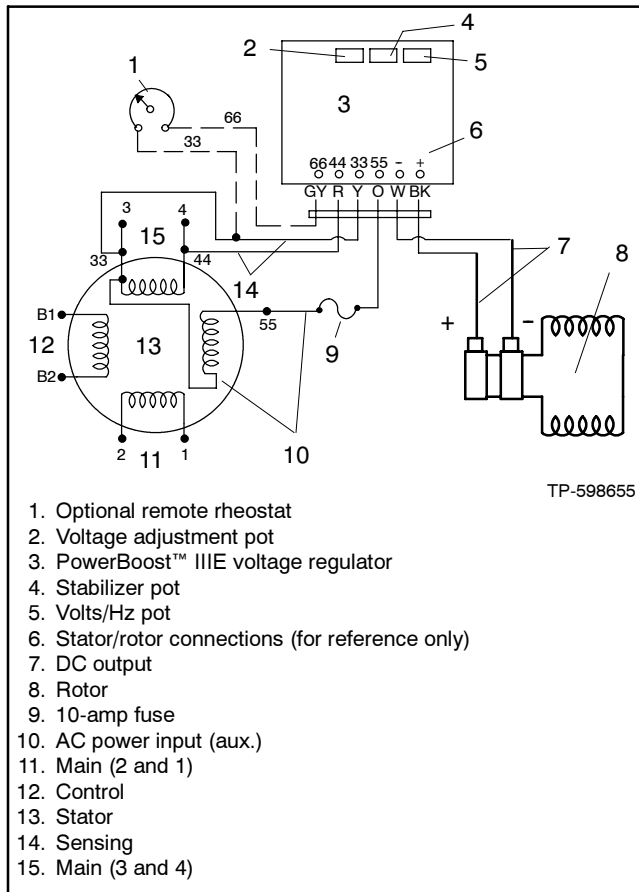 4
2
5
1
3
66
33
6
66 44 33 55 - +
GY R Y O W BK
3
4
15
33
44
14
7
8
B1
12
13
B2
55
9
+
-
10
2
11
1
TP-598655
1. Optional remote rheostat
2. Voltage adjustment pot
3. PowerBoost™ IIIE voltage regulator
4. Stabilizer pot
5. Volts/Hz pot
6. Stator/rotor connections (for reference only)
7. DC output
8. Rotor
9. 10-amp fuse
10. AC power input (aux.)
11. Main (2 and 1)
12. Control
13. Stator
14. Sensing
15. Main (3 and 4)